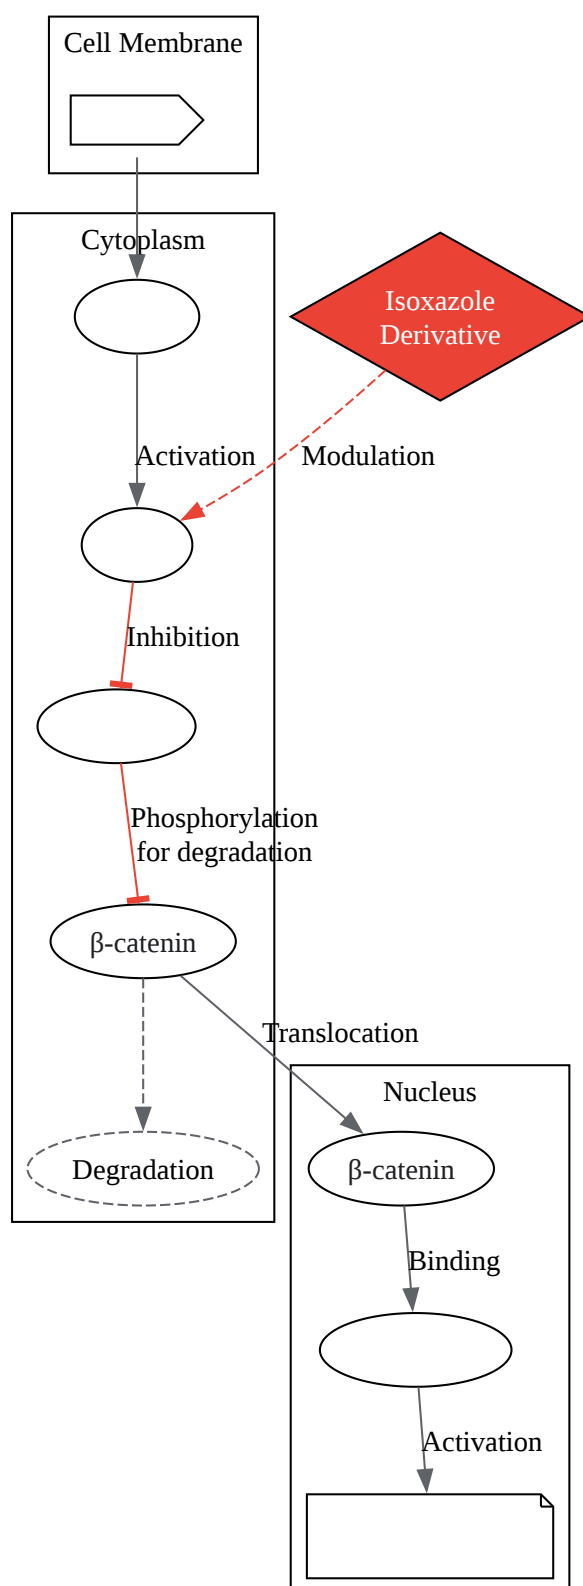 Cell Membrane
Cytoplasm
Isoxazole
Derivative
Activation
Modulation
Inhibition
Phosphorylation
for degradation
β-catenin
Translocation
Nucleus
Degradation
β-catenin
Binding
Activation